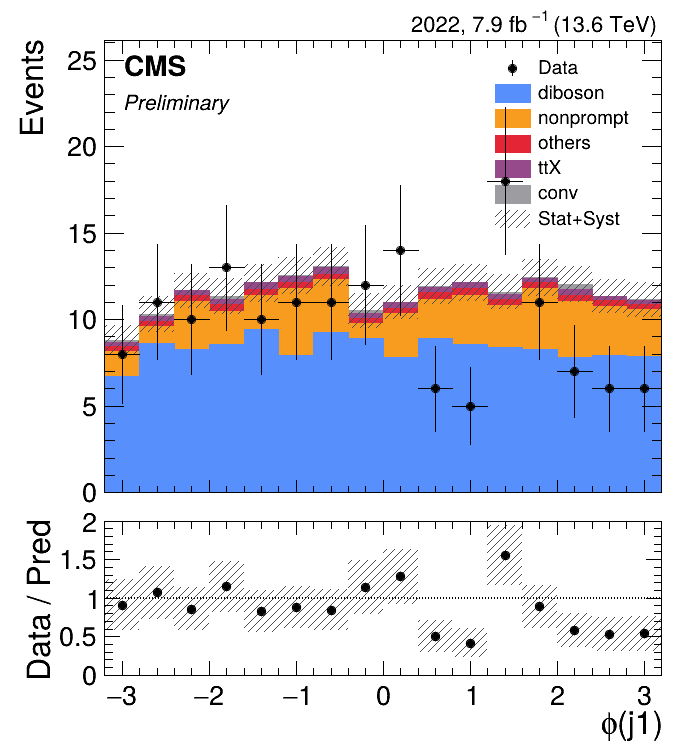 2022, 7.9 fb⁻¹ (13.6 TeV)
Events
CMS
Preliminary
Data
diboson
nonprompt
others
ttX
conv
Stat+Syst
25
20
15
10
5
0
Data / Pred
2
1.5
1
0.5
0
−3 −2 −1 0 1 2 3
ϕ(j1)